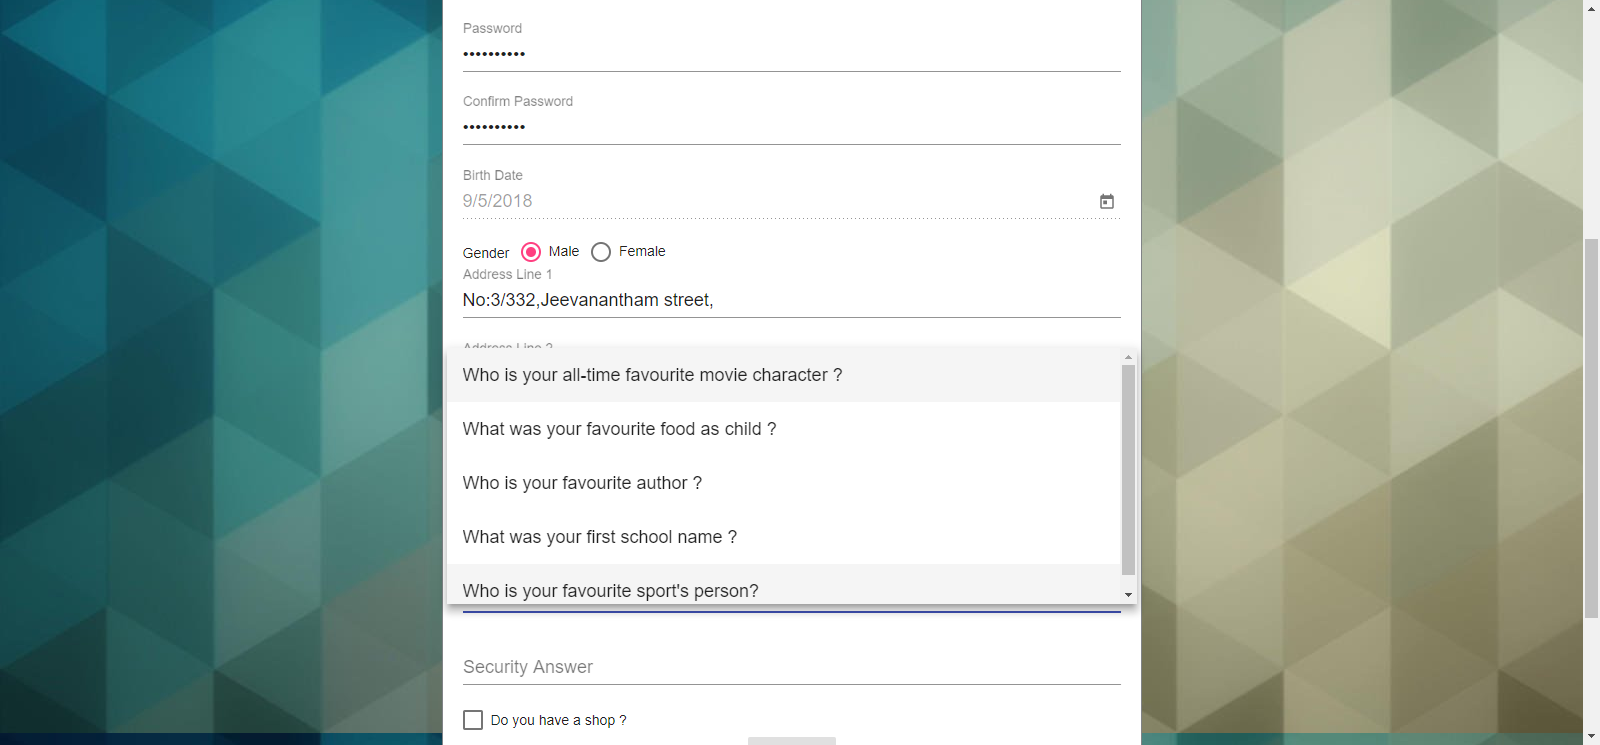 Password
••••••••••
Confirm Password
••••••••••
Birth Date
9/5/2018
Gender Male Female
Address Line 1
No:3/332,Jeevanantham street,
Address Line 2
Who is your all-time favourite movie character ?
What was your favourite food as child ?
Who is your favourite author ?
What was your first school name ?
Who is your favourite sport's person?
Security Answer
Do you have a shop ?